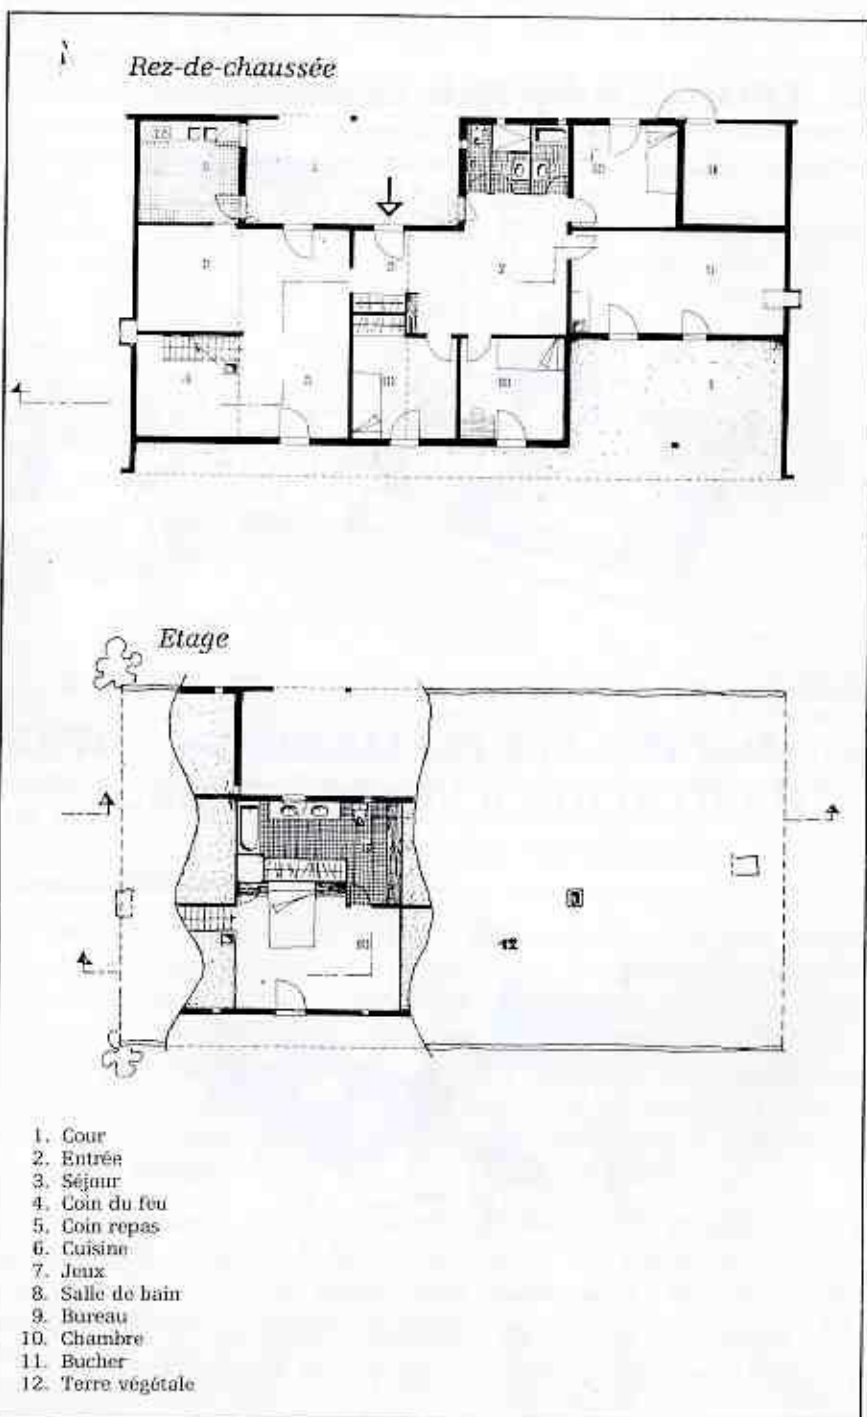 Rez-de-chaussée
Etage
12
1. Cour
2. Entrée
3. Séjour
4. Coin du feu
5. Coin repas
6. Cuisine
7. Jeux
8. Salle de bain
9. Bureau
10. Chambre
11. Bucher
12. Terre végétale